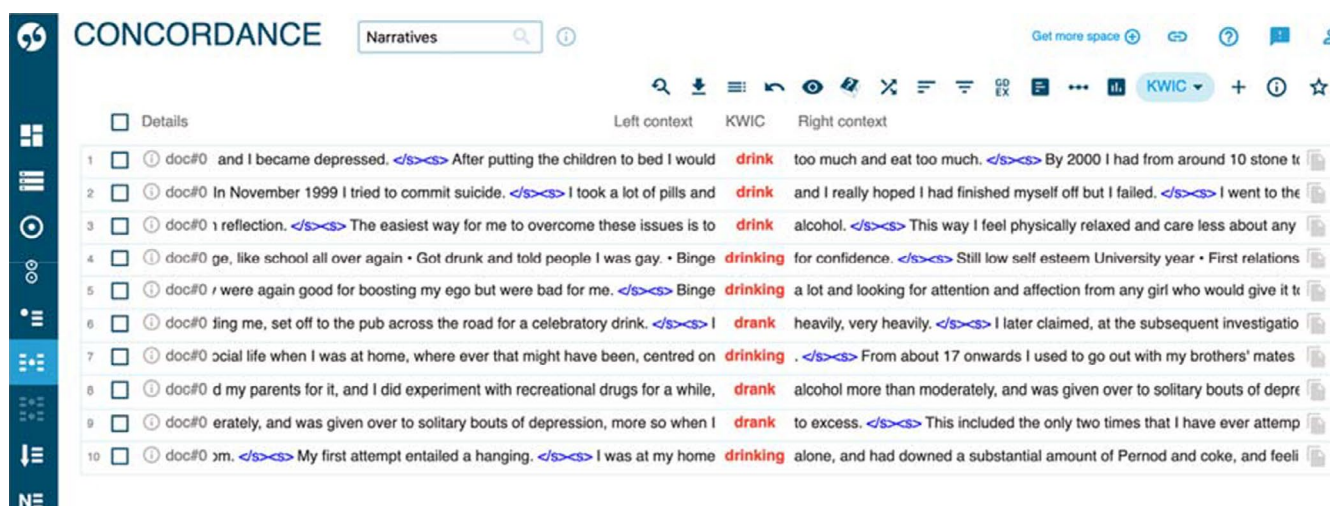 CONCORDANCE Narratives Get more space
GD EX KWIC
Details Left context KWIC Right context
1 doc#0 and I became depressed. </s><s> After putting the children to bed I would drink too much and eat too much. </s><s> By 2000 I had from around 10 stone to
2 doc#0 In November 1999 I tried to commit suicide. </s><s> I took a lot of pills and drink and I really hoped I had finished myself off but I failed. </s><s> I went to the
3 doc#0 reflection. </s><s> The easiest way for me to overcome these issues is to drink alcohol. </s><s> This way I feel physically relaxed and care less about any
4 doc#0 ge, like school all over again • Got drunk and told people I was gay. • Binge drinking for confidence. </s><s> Still low self esteem University year • First relations
5 doc#0 were again good for boosting my ego but were bad for me. </s><s> Binge drinking a lot and looking for attention and affection from any girl who would give it to
6 doc#0 ding me, set off to the pub across the road for a celebratory drink. </s><s> I drank heavily, very heavily. </s><s> I later claimed, at the subsequent investigatio
7 doc#0 ocial life when I was at home, where ever that might have been, centred on drinking . </s><s> From about 17 onwards I used to go out with my brothers' mates
8 doc#0 d my parents for it, and I did experiment with recreational drugs for a while, drank alcohol more than moderately, and was given over to solitary bouts of depre
9 doc#0 erately, and was given over to solitary bouts of depression, more so when I drank to excess. </s><s> This included the only two times that I have ever attemp
10 doc#0 om. </s><s> My first attempt entailed a hanging. </s><s> I was at my home drinking alone, and had downed a substantial amount of Pernod and coke, and feeli